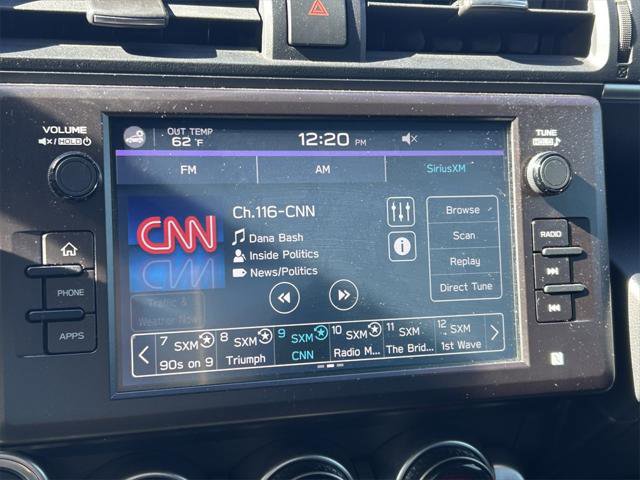 VOLUME
HOLD
OUT TEMP
62 °F
12:20 PM
TUNE
HOLD
FM
AM
SiriusXM
CNN
Ch.116-CNN
Dana Bash
Inside Politics
News/Politics
Browse
Scan
Replay
Direct Tune
Traffic &
Weather Now
PHONE
APPS
RADIO
7 SXM
90s on 9
8 SXM
Triumph
9 SXM
CNN
10 SXM
Radio M...
11 SXM
The Brid...
12 SXM
1st Wave